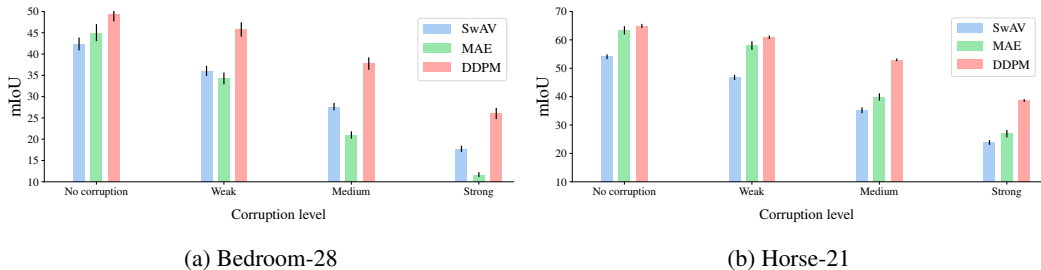 50
45
40
35
30
25
20
15
10
mIoU
SwAV
MAE
DDPM
No corruption Weak Medium Strong
Corruption level
(a) Bedroom-28
70
60
50
40
30
20
10
mIoU
SwAV
MAE
DDPM
No corruption Weak Medium Strong
Corruption level
(b) Horse-21